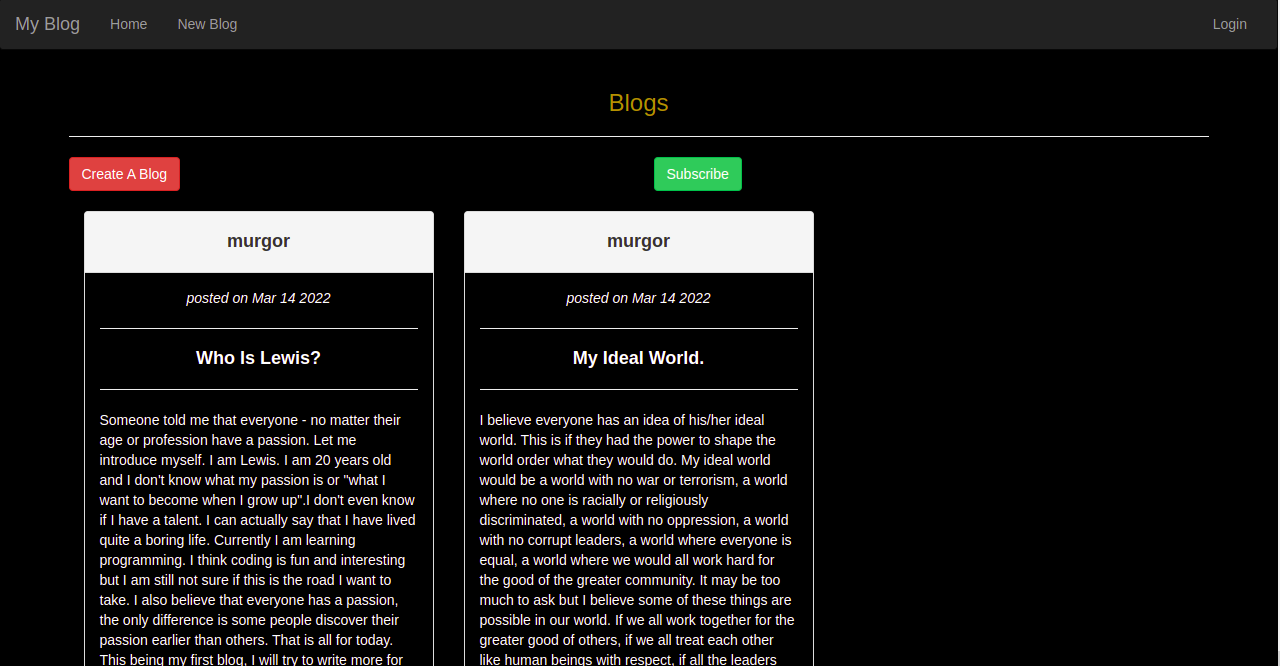 My Blog Home New Blog Login
Blogs
Create A Blog Subscribe
murgor
posted on Mar 14 2022
Who Is Lewis?
Someone told me that everyone - no matter their
age or profession have a passion. Let me
introduce myself. I am Lewis. I am 20 years old
and I don't know what my passion is or "what I
want to become when I grow up".I don't even know
if I have a talent. I can actually say that I have lived
quite a boring life. Currently I am learning
programming. I think coding is fun and interesting
but I am still not sure if this is the road I want to
take. I also believe that everyone has a passion,
the only difference is some people discover their
passion earlier than others. That is all for today.
This being my first blog, I will try to write more for
murgor
posted on Mar 14 2022
My Ideal World.
I believe everyone has an idea of his/her ideal
world. This is if they had the power to shape the
world order what they would do. My ideal world
would be a world with no war or terrorism, a world
where no one is racially or religiously
discriminated, a world with no oppression, a world
with no corrupt leaders, a world where everyone is
equal, a world where we would all work hard for
the good of the greater community. It may be too
much to ask but I believe some of these things are
possible in our world. If we all work together for the
greater good of others, if we all treat each other
like human beings with respect, if all the leaders